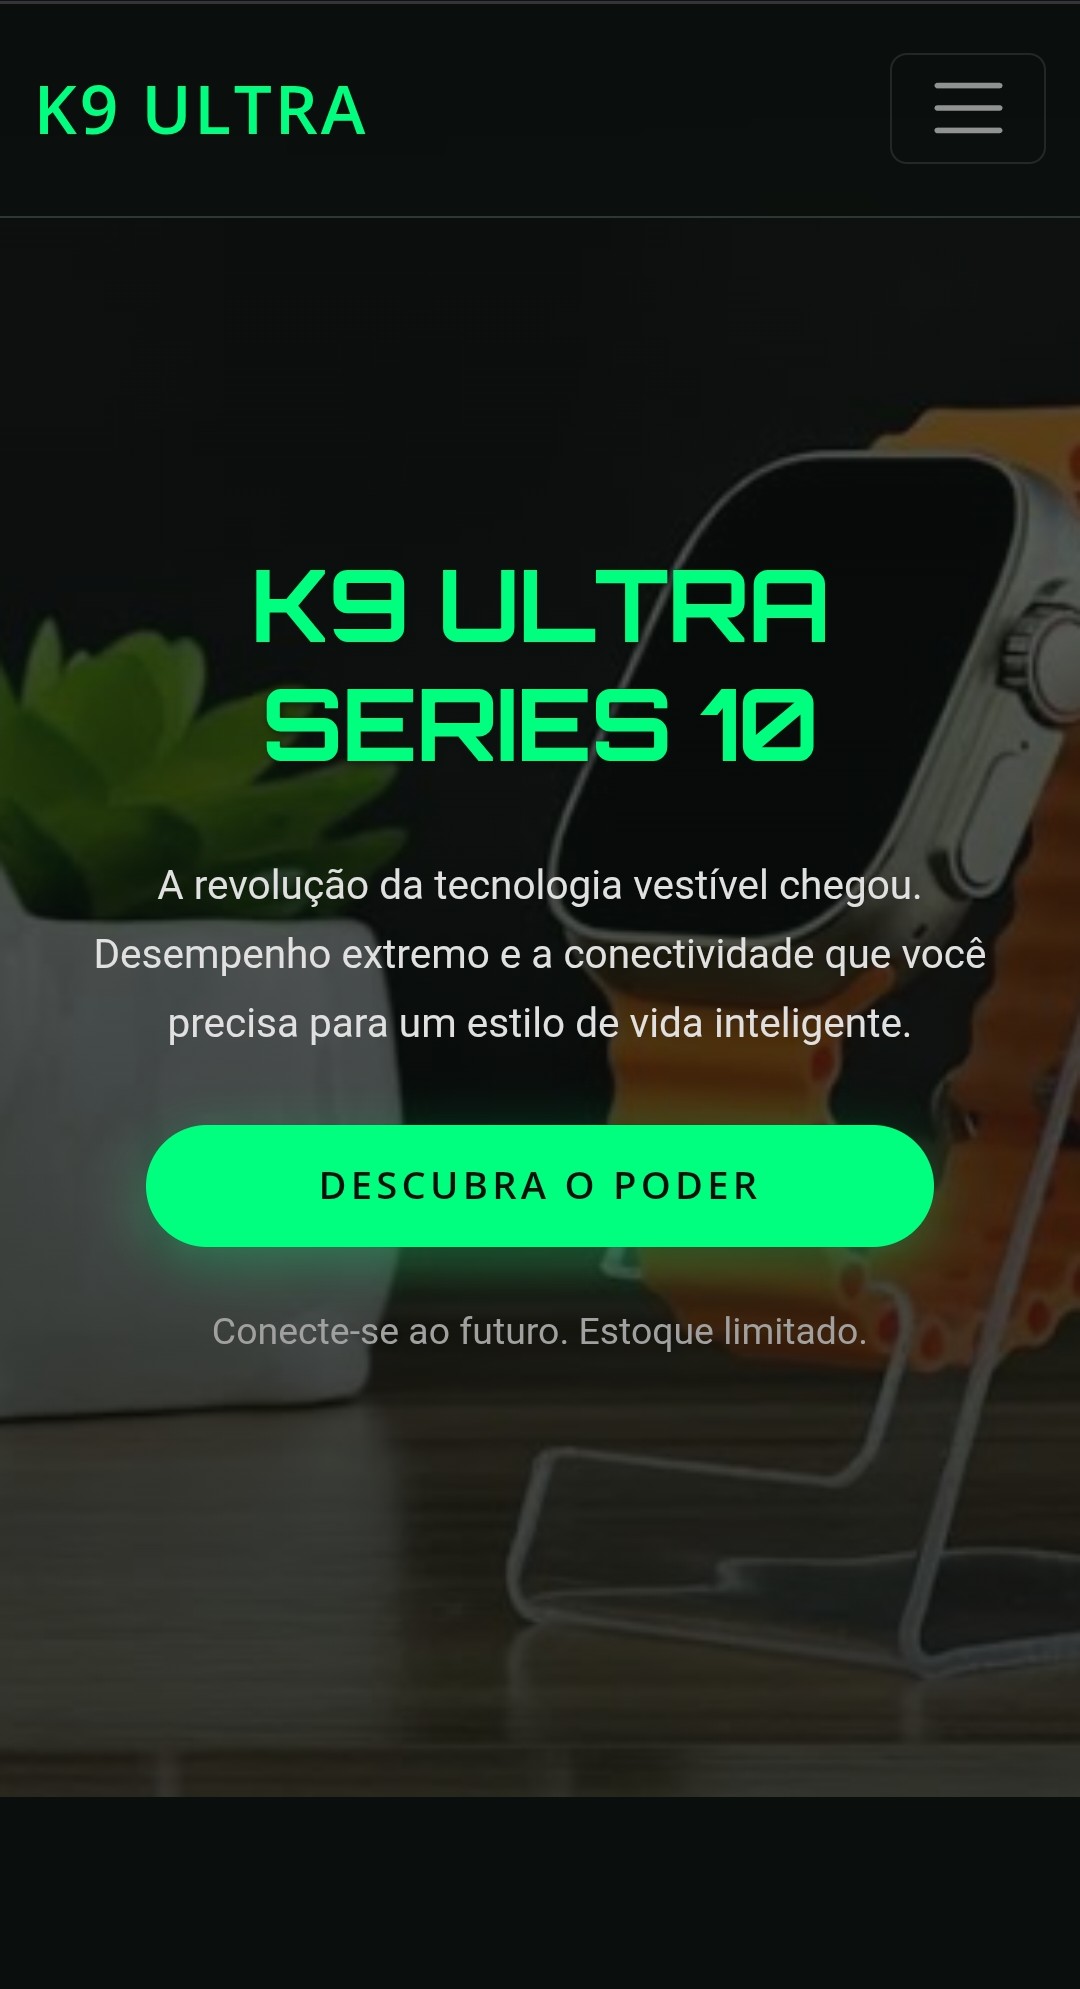 K9 ULTRA
K9 ULTRA
SERIES 10
A revolução da tecnologia vestível chegou.
Desempenho extremo e a conectividade que você
precisa para um estilo de vida inteligente.
DESCUBRA O PODER
Conecte-se ao futuro. Estoque limitado.